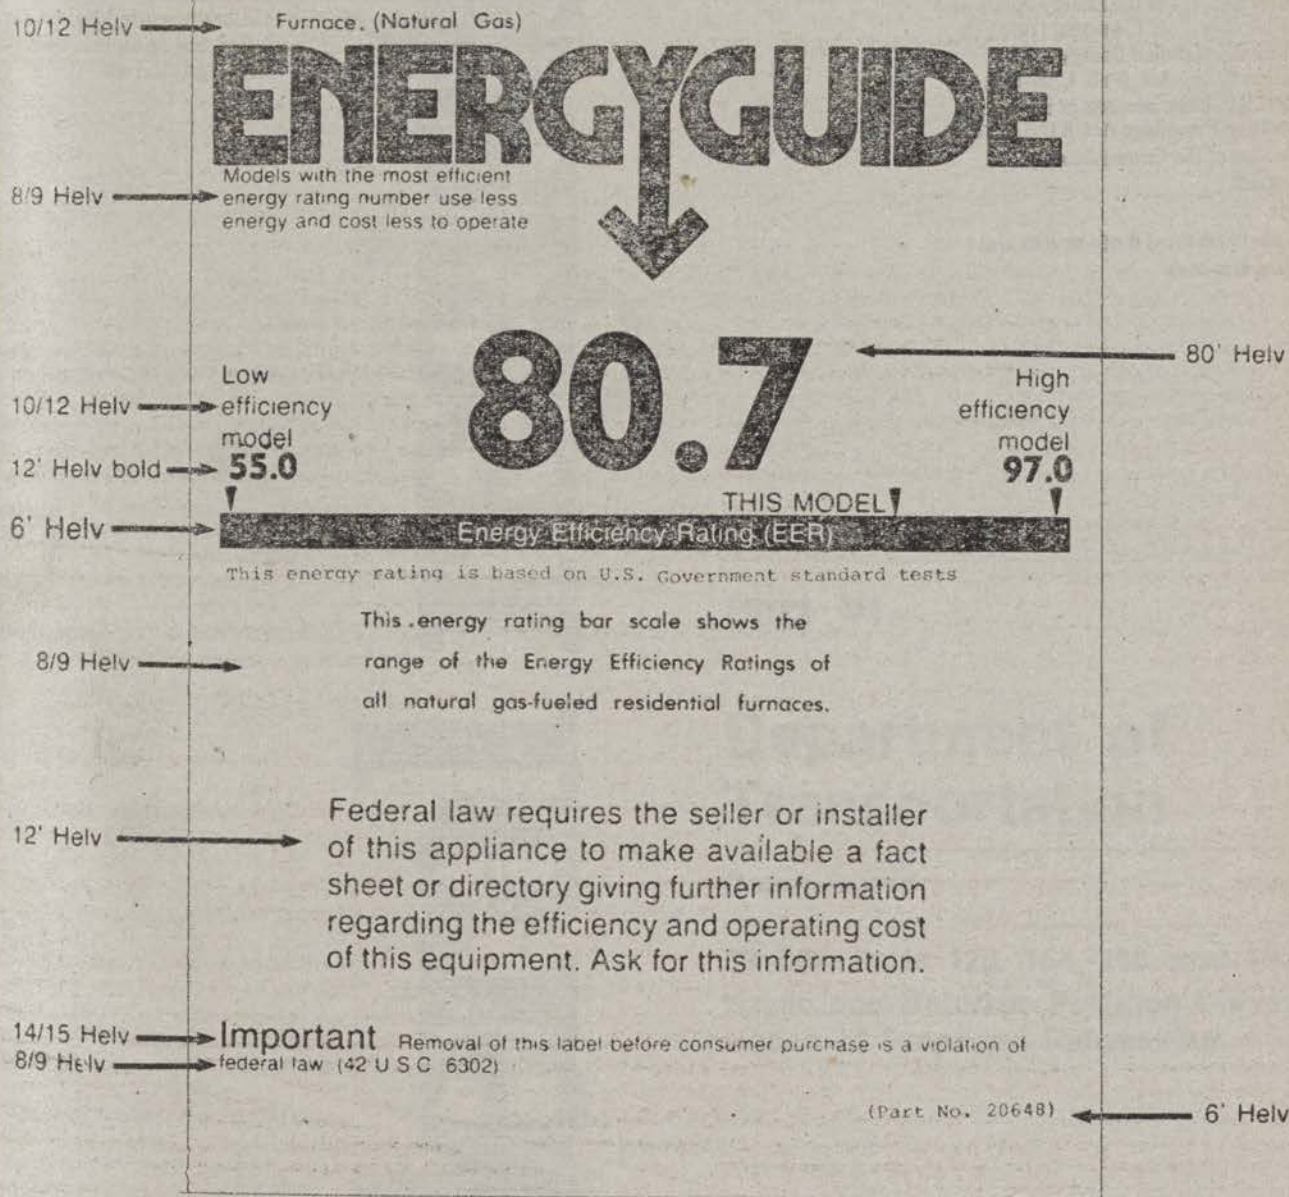 10/12 Helv
Furnace. (Natural Gas)
ENERGYGUIDE
8/9 Helv
Models with the most efficient
energy rating number use less
energy and cost less to operate
80.7
80' Helv
10/12 Helv
Low
efficiency
model
High
efficiency
model
12' Helv bold
55.0
97.0
THIS MODEL
6' Helv
Energy Efficiency Rating (EER)
This energy rating is based on U.S. Government standard tests
8/9 Helv
This energy rating bar scale shows the
range of the Energy Efficiency Ratings of
all natural gas-fueled residential furnaces.
12' Helv
Federal law requires the seller or installer
of this appliance to make available a fact
sheet or directory giving further information
regarding the efficiency and operating cost
of this equipment. Ask for this information.
14/15 Helv
Important Removal of this label before consumer purchase is a violation of
8/9 Helv
federal law (42 U S C 6302)
(Part No. 20648)
6' Helv